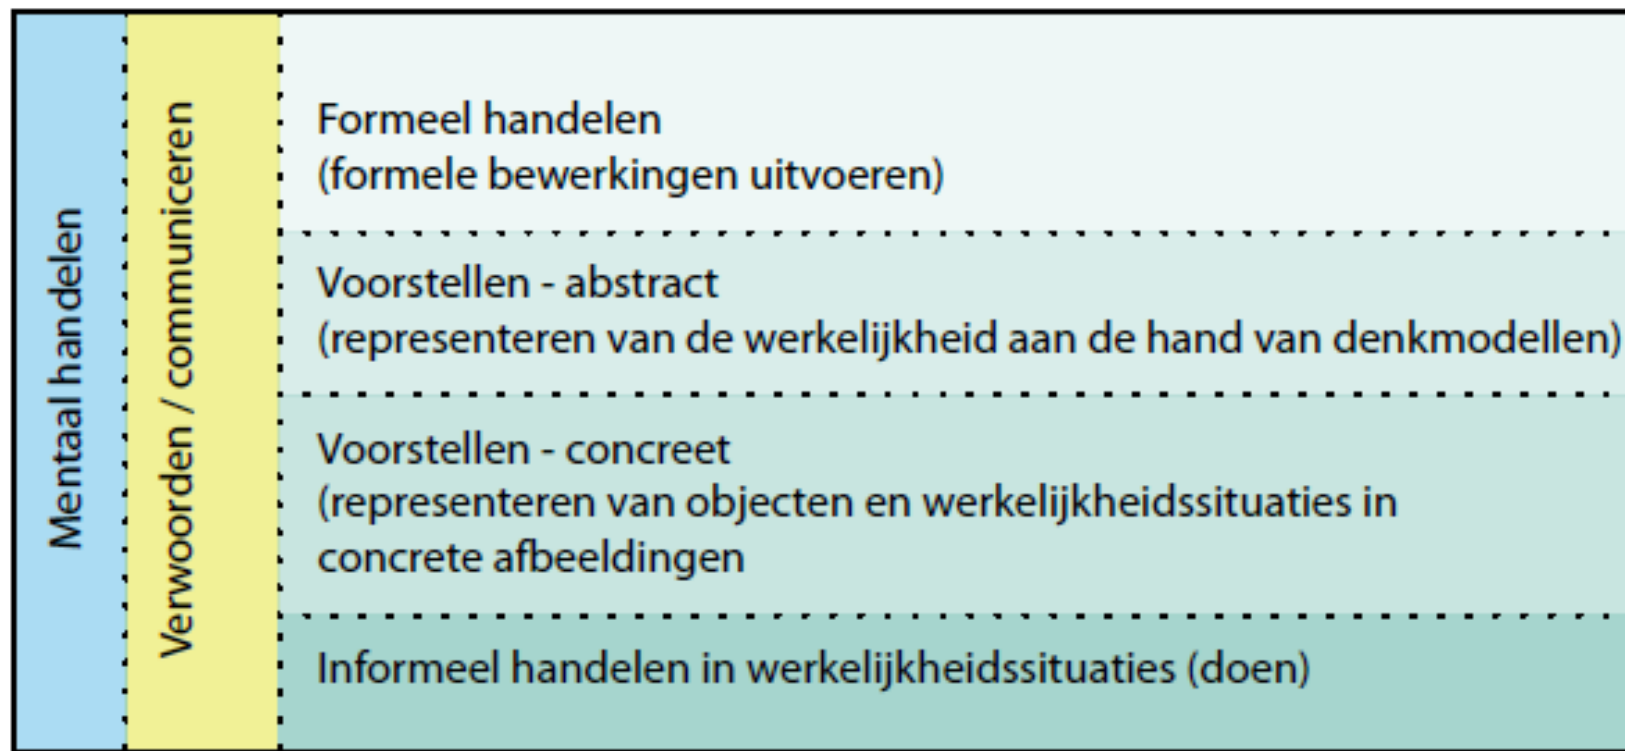 Mentaal handelen
Verwoorden / communiceren
Formeel handelen
(formele bewerkingen uitvoeren)
Voorstellen - abstract
(representeren van de werkelijkheid aan de hand van denkmodellen)
Voorstellen - concreet
(representeren van objecten en werkelijkheidssituaties in
concrete afbeeldingen
Informeel handelen in werkelijkheidssituaties (doen)